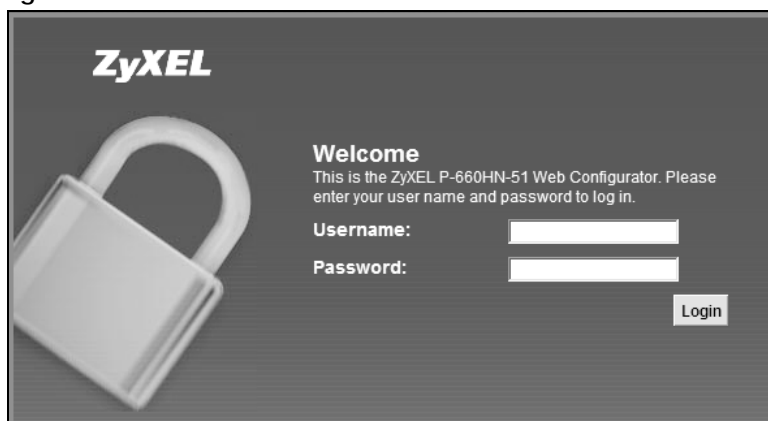 ZyXEL
Welcome
This is the ZyXEL P-660HN-51 Web Configurator. Please
enter your user name and password to log in.
Username:
Password:
Login